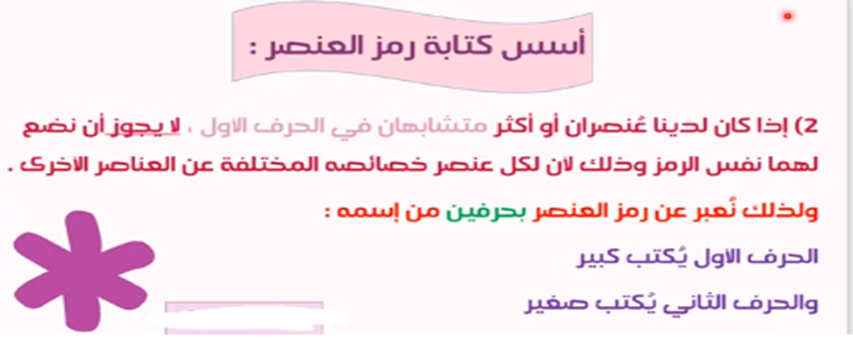 أسس كتابة رمز العنصر :
2) إذا كان لدينا عُنصران أو أكثر متشابهان في الحرف الاول ، لا يجوز أن نضع
لهما نفس الرمز وذلك لان لكل عنصر خصائصه المختلفة عن العناصر الاخرى .
ولذلك نُعبر عن رمز العنصر بحرفين من إسمه :
الحرف الاول يُكتب كبير
والحرف الثاني يُكتب صغير